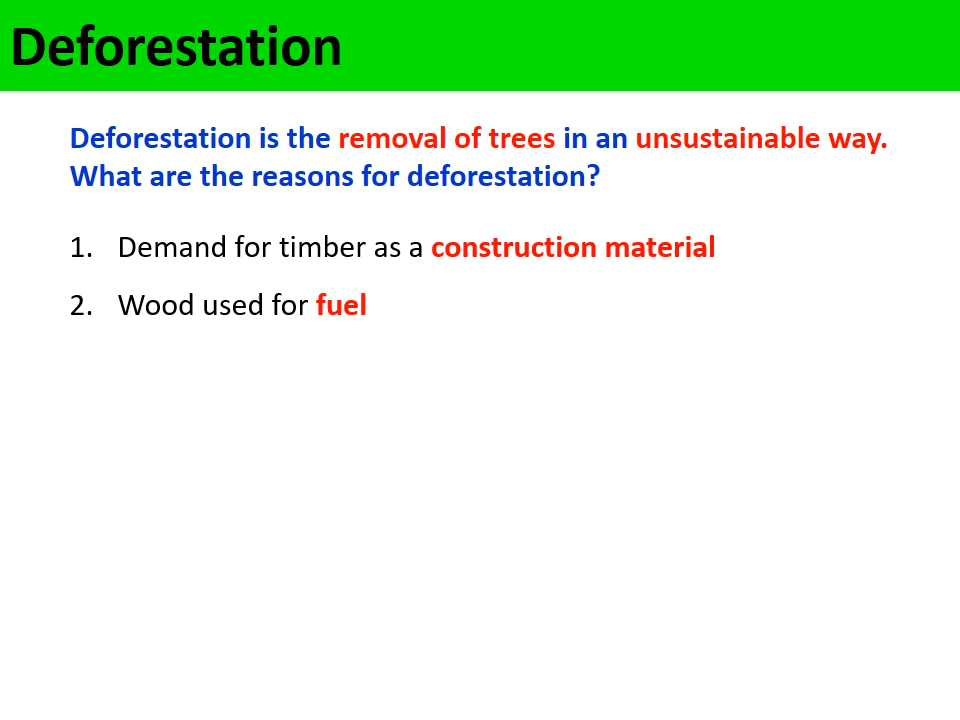 Deforestation
Deforestation is the removal of trees in an unsustainable way.
What are the reasons for deforestation?
1. Demand for timber as a construction material
2. Wood used for fuel